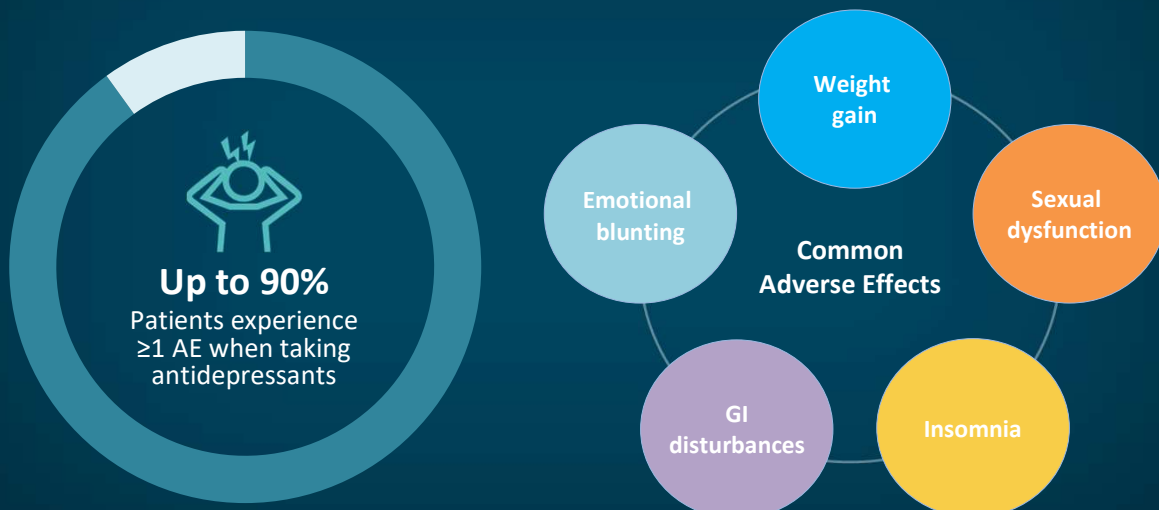 Up to 90%
Patients experience
≥1 AE when taking
antidepressants
Common
Adverse Effects
Weight
gain
Sexual
dysfunction
Insomnia
GI
disturbances
Emotional
blunting